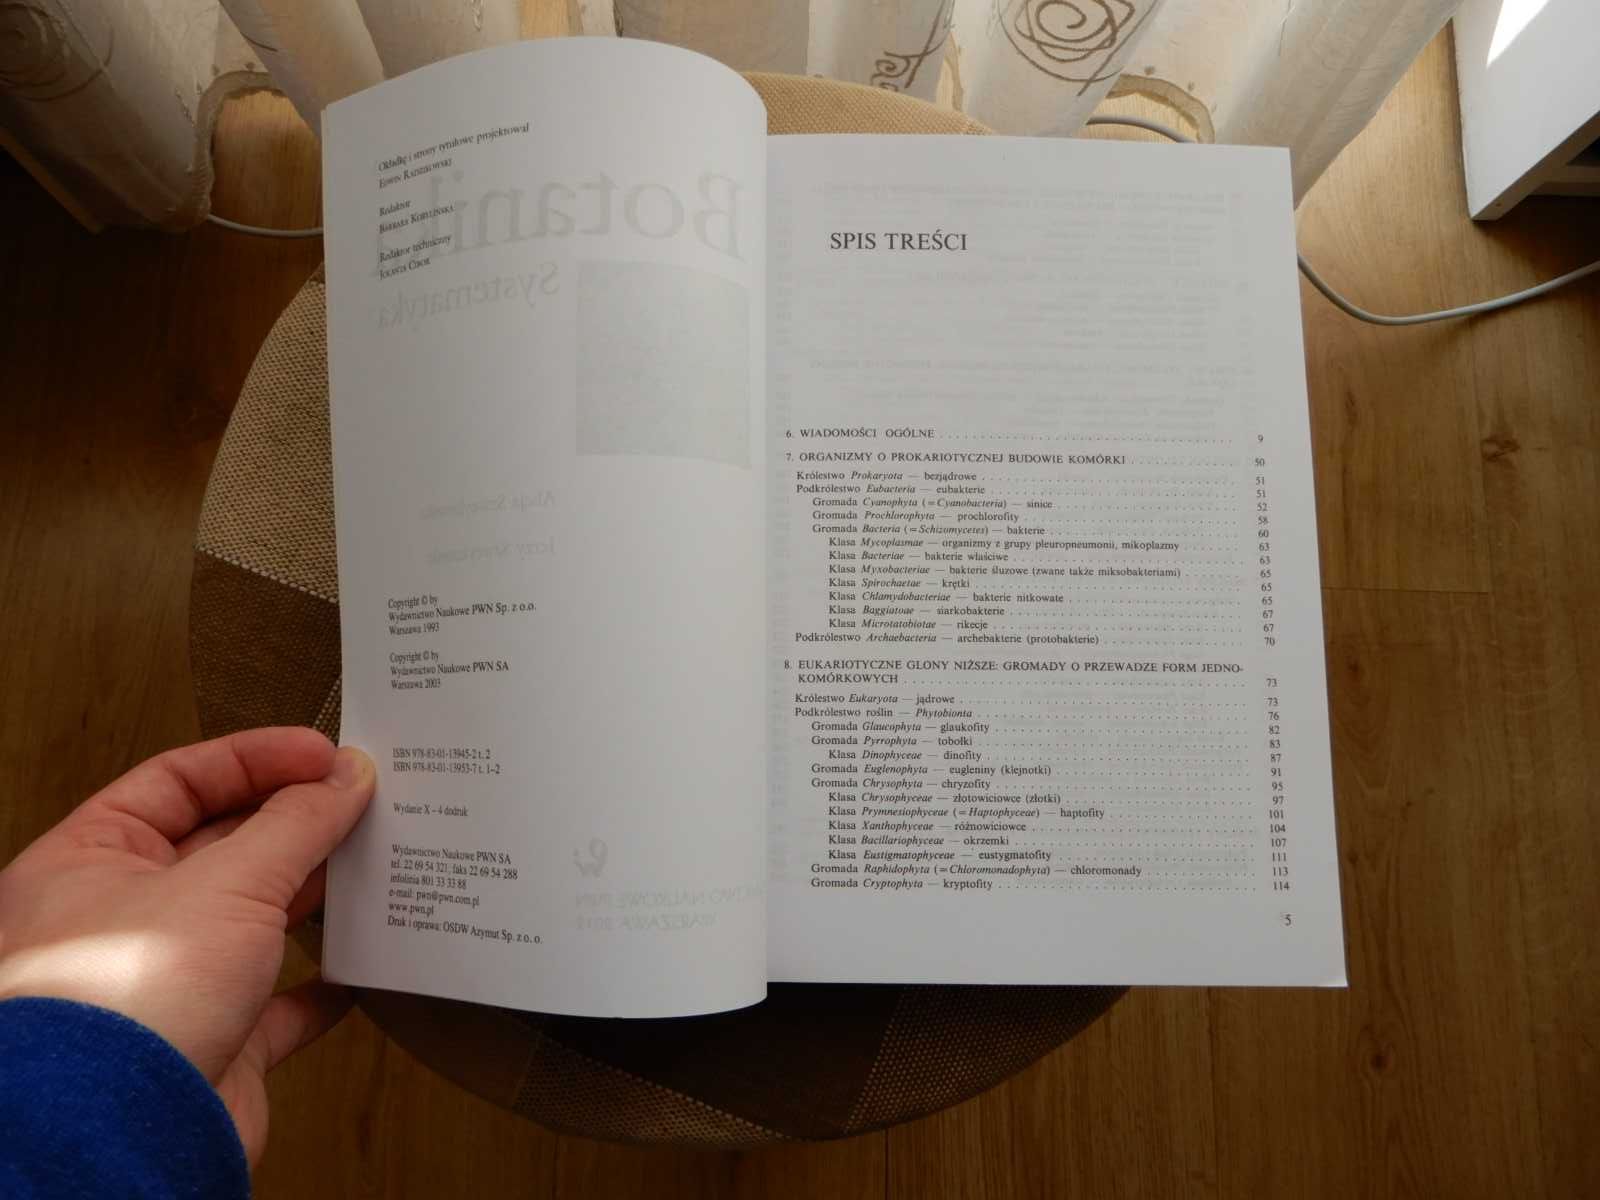 Okładkę i strony tytułowe projektował
EDWIN RADZIKOWSKI
Redaktor
BARBARA KOBYLIŃSKA
Redaktor techniczny
JOLANTA CIBOR
Copyright © by
Wydawnictwo Naukowe PWN Sp. z o.o.
Warszawa 1993
Copyright © by
Wydawnictwo Naukowe PWN SA
Warszawa 2003
ISBN 978-83-01-13945-2 t. 2
ISBN 978-83-01-13953-7 t. 1–2
Wydanie X – 4 dodruk
Wydawnictwo Naukowe PWN SA
tel. 22 69 54 321, faks 22 69 54 288
infolinia 801 33 33 88
e-mail: pwn@pwn.com.pl
www.pwn.pl
Druk i oprawa: OSDW Azymut Sp. z o. o.
Botanika
Systematyka
SPIS TREŚCI
6. WIADOMOŚCI OGÓLNE . . . 9
7. ORGANIZMY O PROKARIOTYCZNEJ BUDOWIE KOMÓRKI . . . 50
Królestwo Prokaryota — bezjądrowe . . . 51
Podkrólestwo Eubacteria — eubakterie . . . 51
Gromada Cyanophyta (=Cyanobacteria) — sinice . . . 52
Gromada Prochlorophyta — prochlorofity . . . 58
Gromada Bacteria (=Schizomycetes) — bakterie . . . 60
Klasa Mycoplasmae — organizmy z grupy pleuropneumonii, mikoplazmy . . . 63
Klasa Bacteriae — bakterie właściwe . . . 63
Klasa Myxobacteriae — bakterie śluzowe (zwane także miksobakteriami) . . . 65
Klasa Spirochaetae — krętki . . . 65
Klasa Chlamydobacteriae — bakterie nitkowate . . . 65
Klasa Baggiatoae — siarkobakterie . . . 67
Klasa Microtatobiotae — rikecje . . . 67
Podkrólestwo Archaebacteria — archebakterie (protobakterie) . . . 70
8. EUKARIOTYCZNE GLONY NIŻSZE: GROMADY O PRZEWADZE FORM JEDNO-
KOMÓRKOWYCH . . . 73
Królestwo Eukaryota — jądrowe . . . 73
Podkrólestwo roślin — Phytobionta . . . 76
Gromada Glaucophyta — glaukofity . . . 82
Gromada Pyrrophyta — tobołki . . . 83
Klasa Dinophyceae — dinofity . . . 87
Gromada Euglenophyta — eugleniny (klejnotki) . . . 91
Gromada Chrysophyta — chryzofity . . . 95
Klasa Chrysophyceae — złotowiciowce (złotki) . . . 97
Klasa Prymnesiophyceae (=Haptophyceae) — haptofity . . . 101
Klasa Xanthophyceae — różnowiciowce . . . 104
Klasa Bacillariophyceae — okrzemki . . . 107
Klasa Eustigmatophyceae — eustygmatofity . . . 111
Gromada Raphidophyta (=Chloromonadophyta) — chloromonady . . . 113
Gromada Cryptophyta — kryptofity . . . 114
5